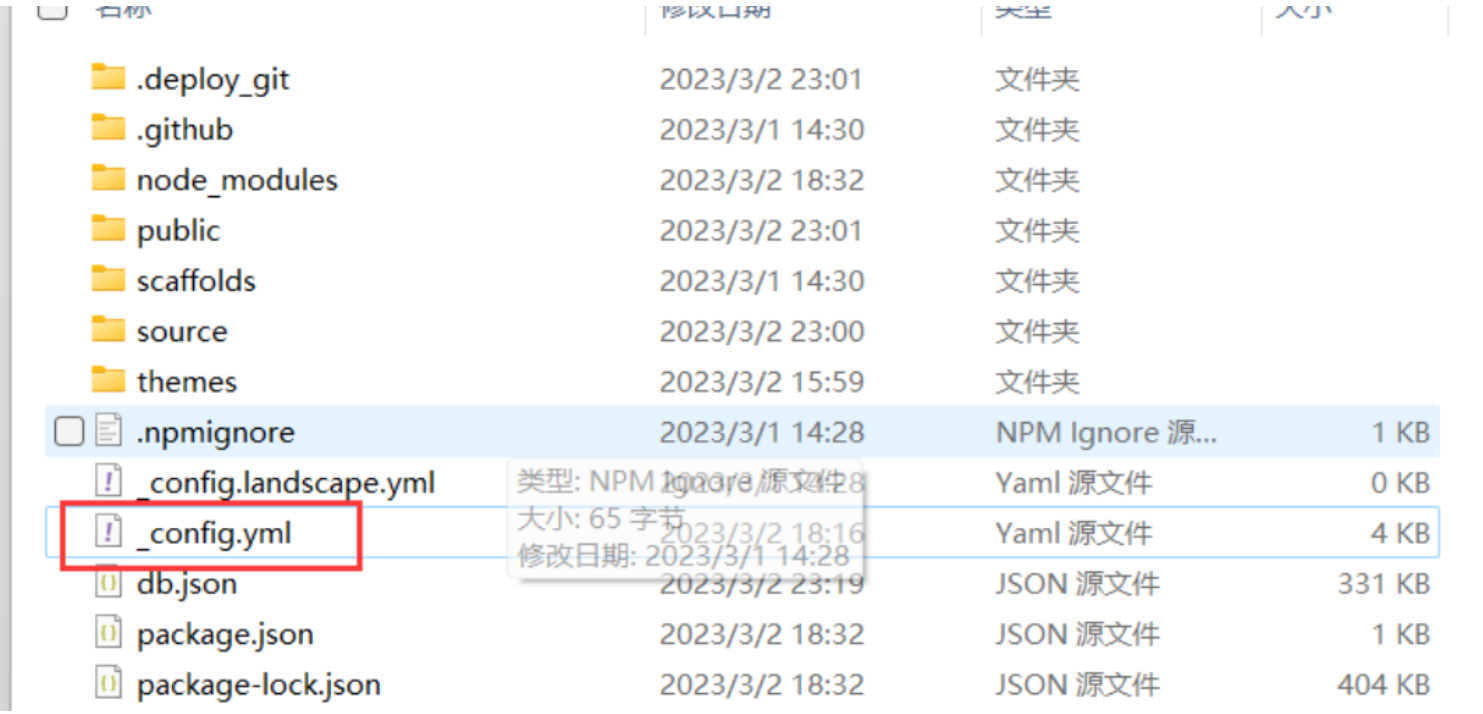 名称 修改日期 类型 大小
.deploy_git 2023/3/2 23:01 文件夹
.github 2023/3/1 14:30 文件夹
node_modules 2023/3/2 18:32 文件夹
public 2023/3/2 23:01 文件夹
scaffolds 2023/3/1 14:30 文件夹
source 2023/3/2 23:00 文件夹
themes 2023/3/2 15:59 文件夹
.npmignore 2023/3/1 14:28 NPM Ignore 源... 1 KB
_config.landscape.yml 2023/3/1 14:28 Yaml 源文件 0 KB
类型: NPM Ignore 源文件
大小: 65 字节
修改日期: 2023/3/1 14:28
_config.yml 2023/3/2 18:16 Yaml 源文件 4 KB
db.json 2023/3/2 23:19 JSON 源文件 331 KB
package.json 2023/3/2 18:32 JSON 源文件 1 KB
package-lock.json 2023/3/2 18:32 JSON 源文件 404 KB